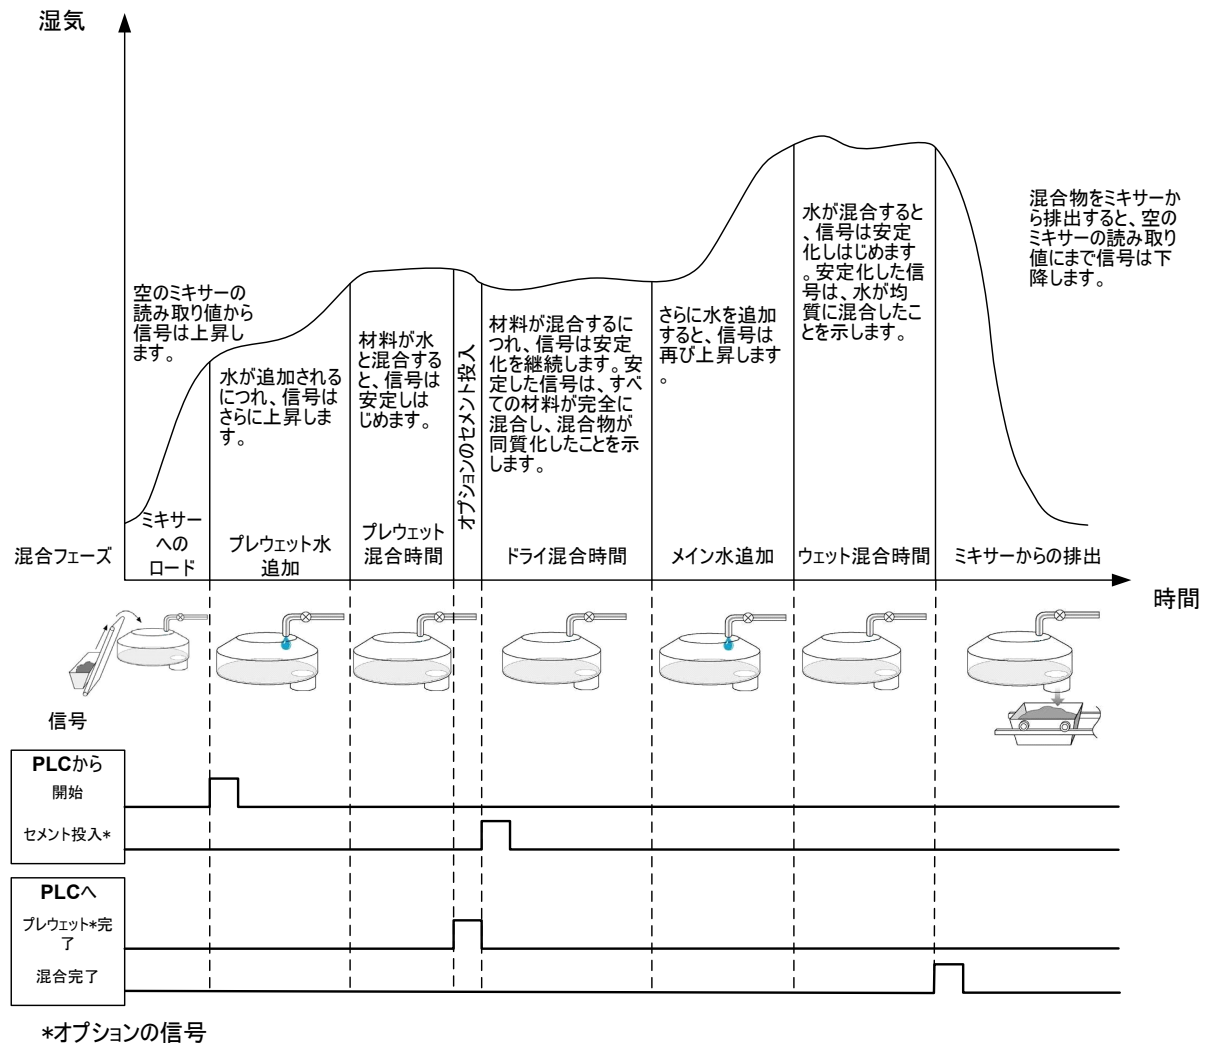 湿気
空のミキサーの
読み取り値から
信号は上昇し
ます。
水が追加される
につれ、信号は
さらに上昇しま
す。
材料が水
と混合する
と、信号は
安定しは
じめます。
オプションのセメント投入
材料が混合するに
つれ、信号は安定
化を継続します。安
定した信号は、すべ
ての材料が完全に
混合し、混合物が
同質化したことを示
します。
さらに水を追加
すると、信号は
再び上昇します
。
水が混合すると
、信号は安定
化しはじめます
。安定化した信
号は、水が均
質に混合したこ
とを示します。
混合物をミキサーか
ら排出すると、空の
ミキサーの読み取り
値にまで信号は下
降します。
混合フェーズ
ミキサー
への
ロード
プレウェット水
追加
プレウェット
混合時間
ドライ混合時間
メイン水追加
ウェット混合時間
ミキサーからの排出
時間
信号
PLCから
開始
セメント投入*
PLCへ
プレウェット*完
了
混合完了
*オプションの信号